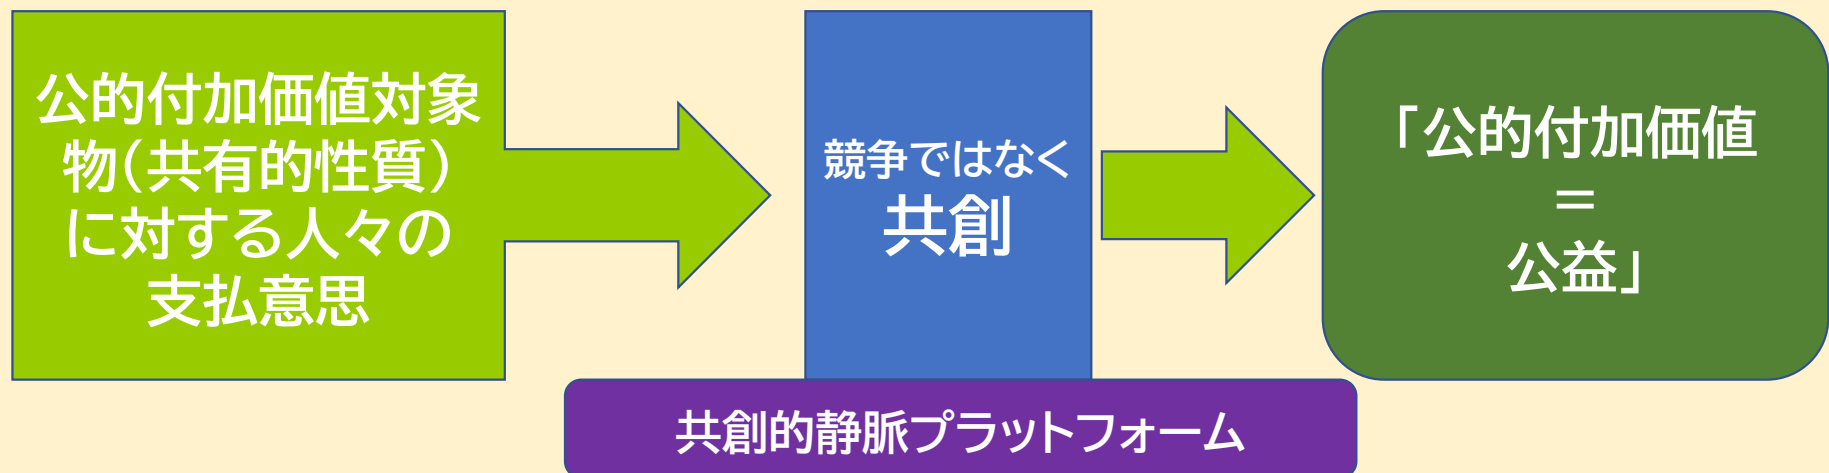 公的付加価値対象
物（共有的性質）
に対する人々の
支払意思
競争ではなく
共創
「公的付加価値
＝
公益」
共創的静脈プラットフォーム